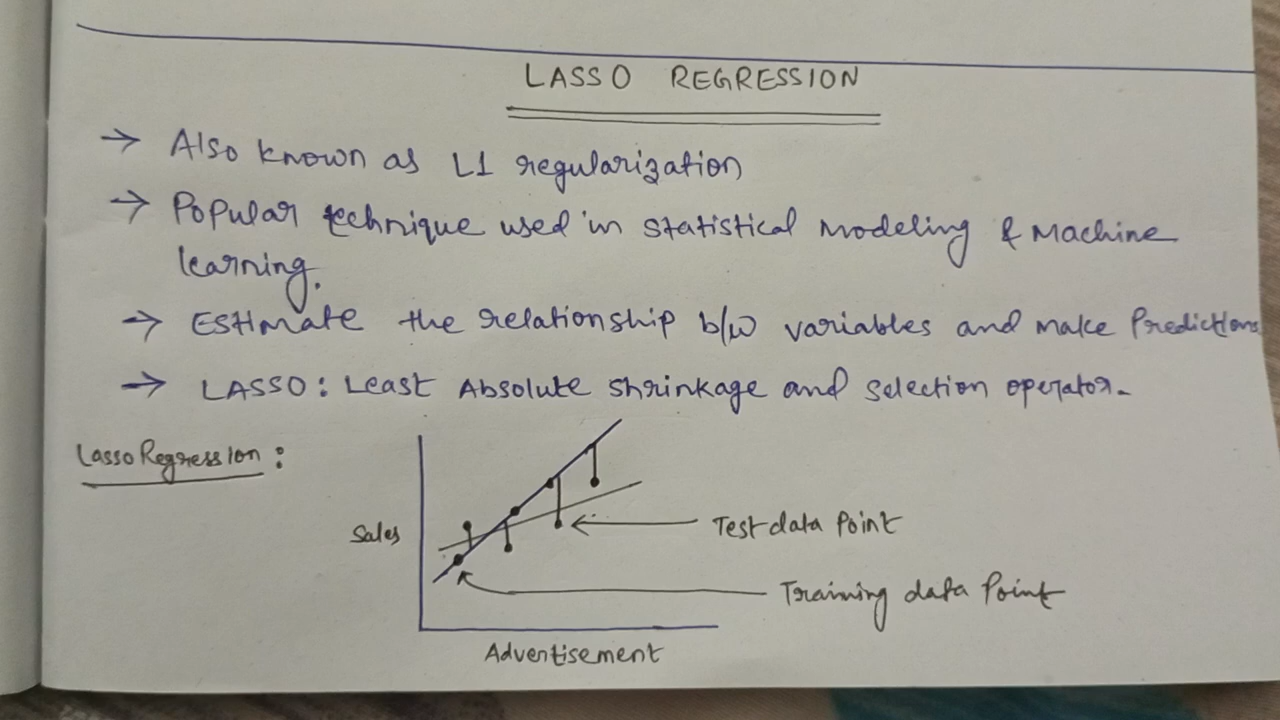 LASSO REGRESSION
→ Also known as L1 regularization
→ Popular technique used in statistical modeling & Machine
learning.
→ Estimate the relationship b/w variables and make Predictions
→ LASSO: Least Absolute shrinkage and selection operator.
Lasso Regression:
Sales
Test data Point
Training data Point
Advertisement